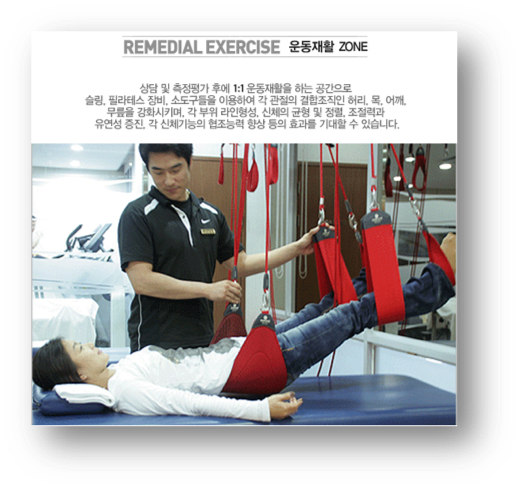 REMEDIAL EXERCISE 운동재활 ZONE
상담 및 측정평가 후에 1:1 운동재활을 하는 공간으로
슬링, 필라테스 장비, 소도구들을 이용하여 각 관절의 결합조직인 허리, 목, 어깨,
무릎을 강화시키며, 각 부위 라인형성, 신체의 균형 및 정렬, 조절력과
유연성 증진, 각 신체기능의 협조능력 향상 등의 효과를 기대할 수 있습니다.